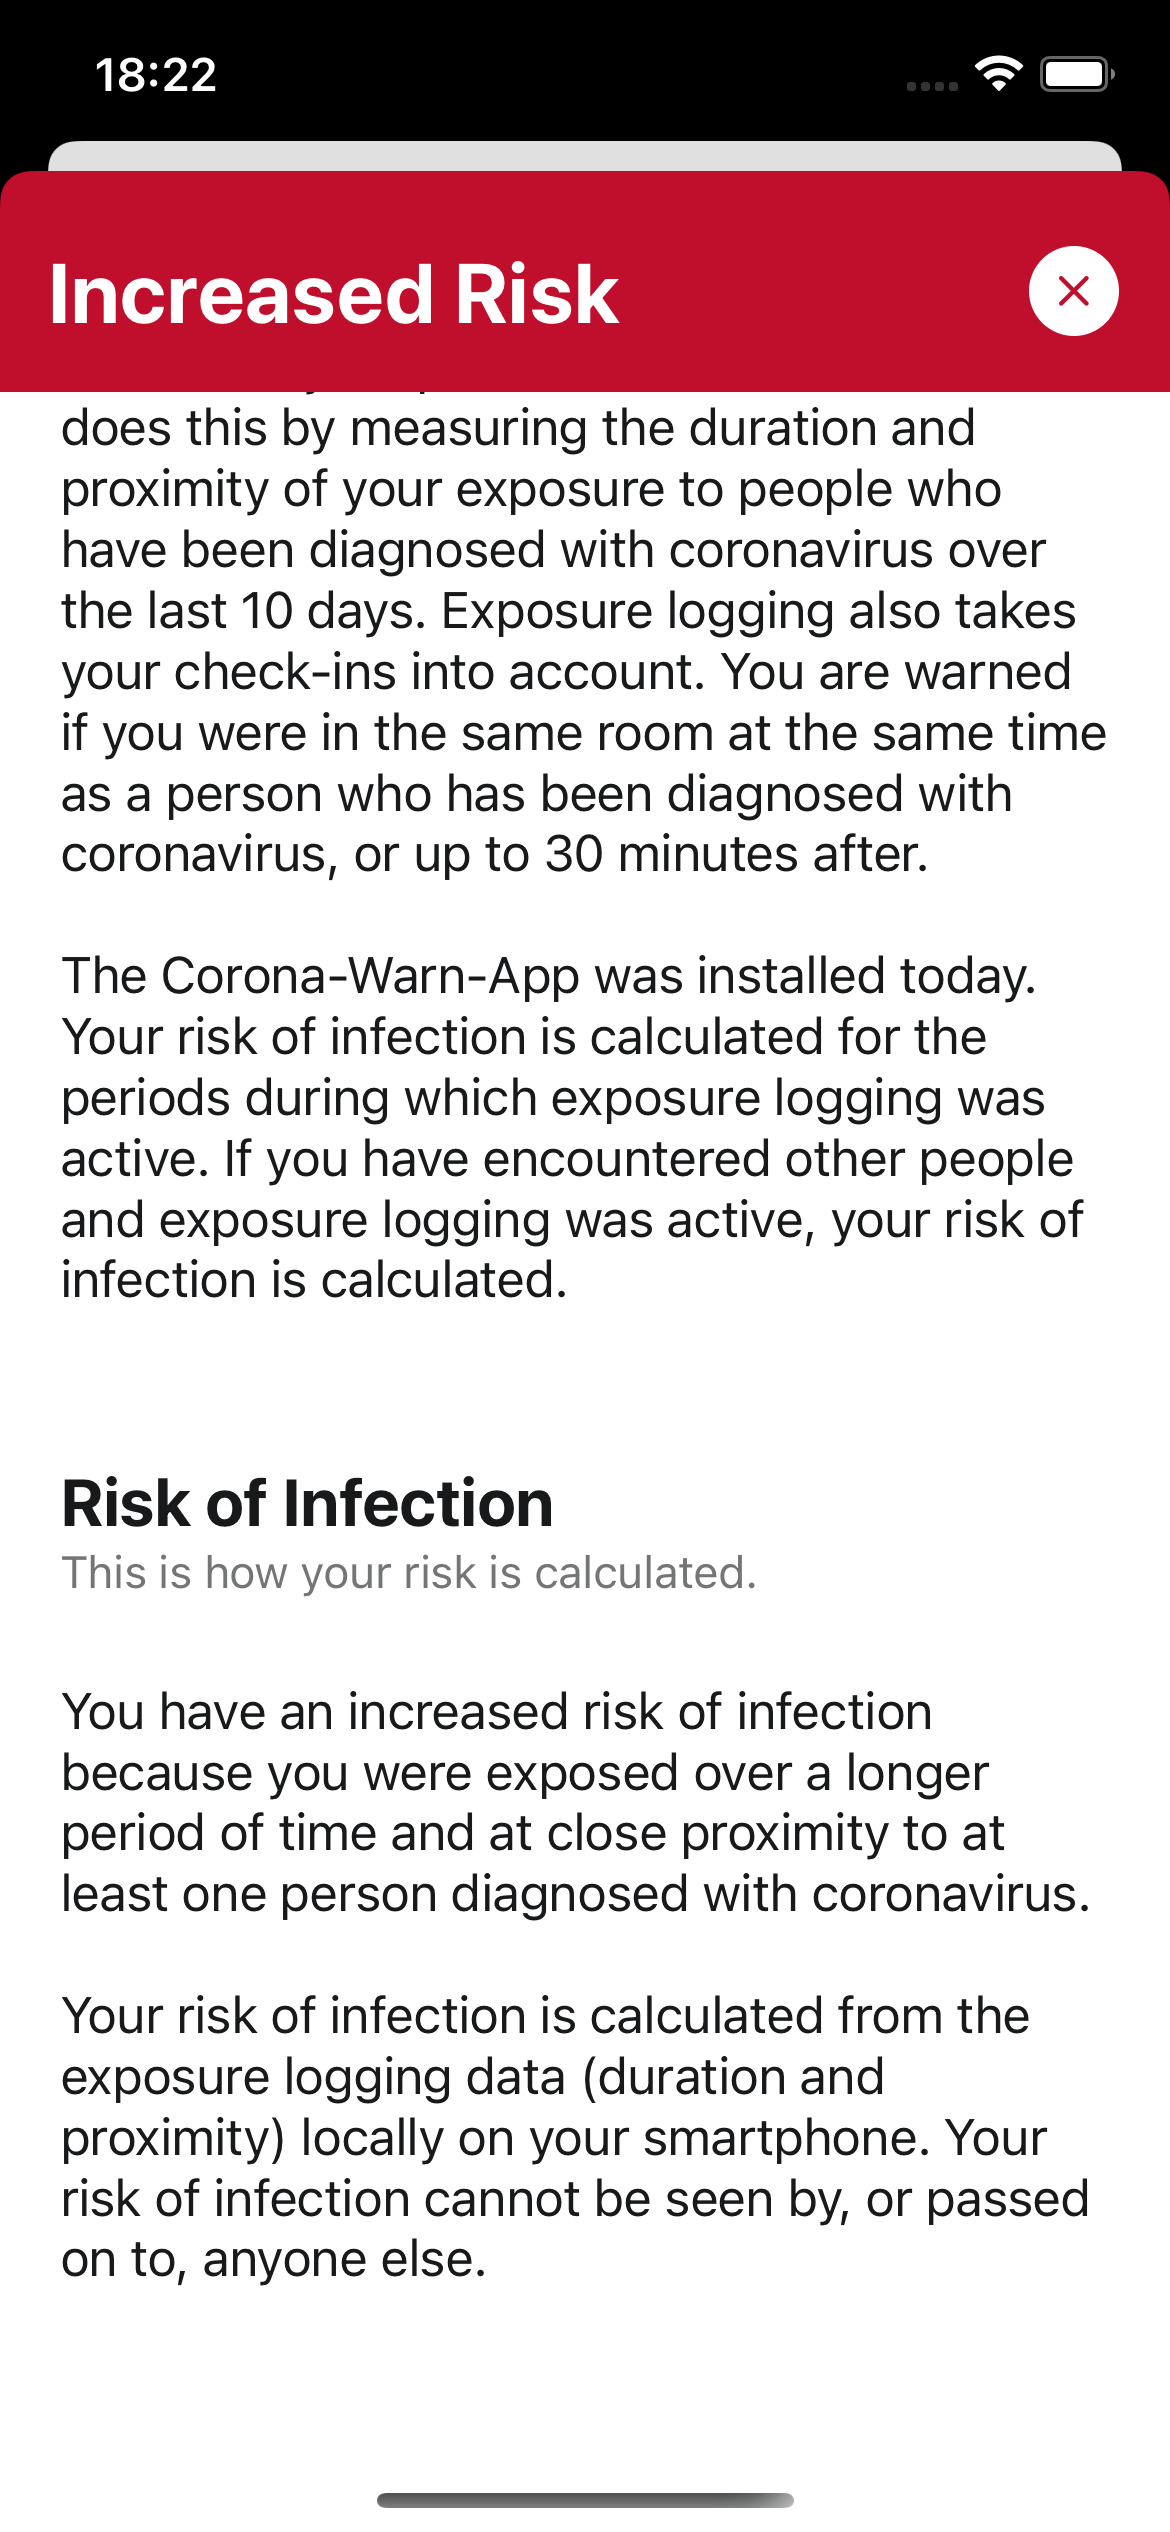 18:22
Increased Risk
does this by measuring the duration and
proximity of your exposure to people who
have been diagnosed with coronavirus over
the last 10 days. Exposure logging also takes
your check-ins into account. You are warned
if you were in the same room at the same time
as a person who has been diagnosed with
coronavirus, or up to 30 minutes after.
The Corona-Warn-App was installed today.
Your risk of infection is calculated for the
periods during which exposure logging was
active. If you have encountered other people
and exposure logging was active, your risk of
infection is calculated.
Risk of Infection
This is how your risk is calculated.
You have an increased risk of infection
because you were exposed over a longer
period of time and at close proximity to at
least one person diagnosed with coronavirus.
Your risk of infection is calculated from the
exposure logging data (duration and
proximity) locally on your smartphone. Your
risk of infection cannot be seen by, or passed
on to, anyone else.